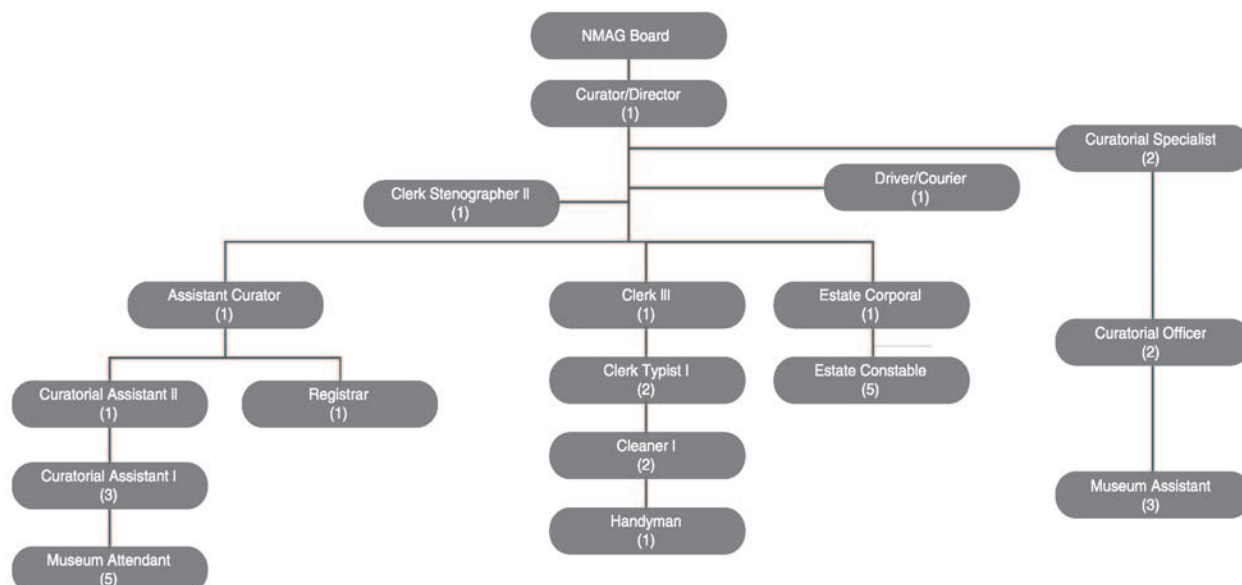 NMAG Board
Curator/Director
(1)
Curatorial Specialist
(2)
Driver/Courier
(1)
Clerk Stenographer II
(1)
Assistant Curator
(1)
Clerk III
(1)
Estate Corporal
(1)
Curatorial Officer
(2)
Curatorial Assistant II
(1)
Registrar
(1)
Clerk Typist I
(2)
Estate Constable
(5)
Cleaner I
(2)
Curatorial Assistant I
(3)
Museum Assistant
(3)
Handyman
(1)
Museum Attendant
(5)